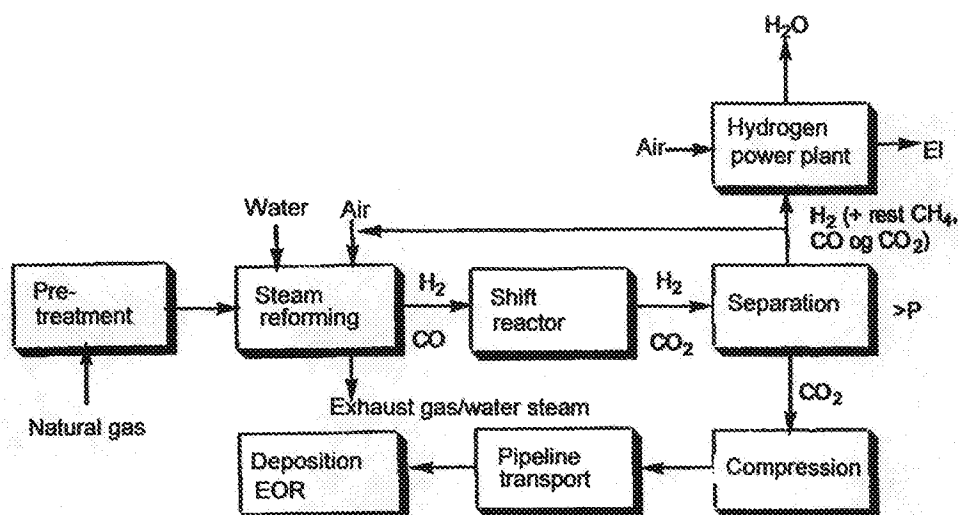 H₂O
Hydrogen
power plant
Air
El
Water
Air
H₂ (+ rest CH₄,
CO og CO₂)
Pre-
treatment
Steam
reforming
H₂
CO
Shift
reactor
H₂
CO₂
Separation
>P
Natural gas
Exhaust gas/water steam
CO₂
Deposition
EOR
Pipeline
transport
Compression